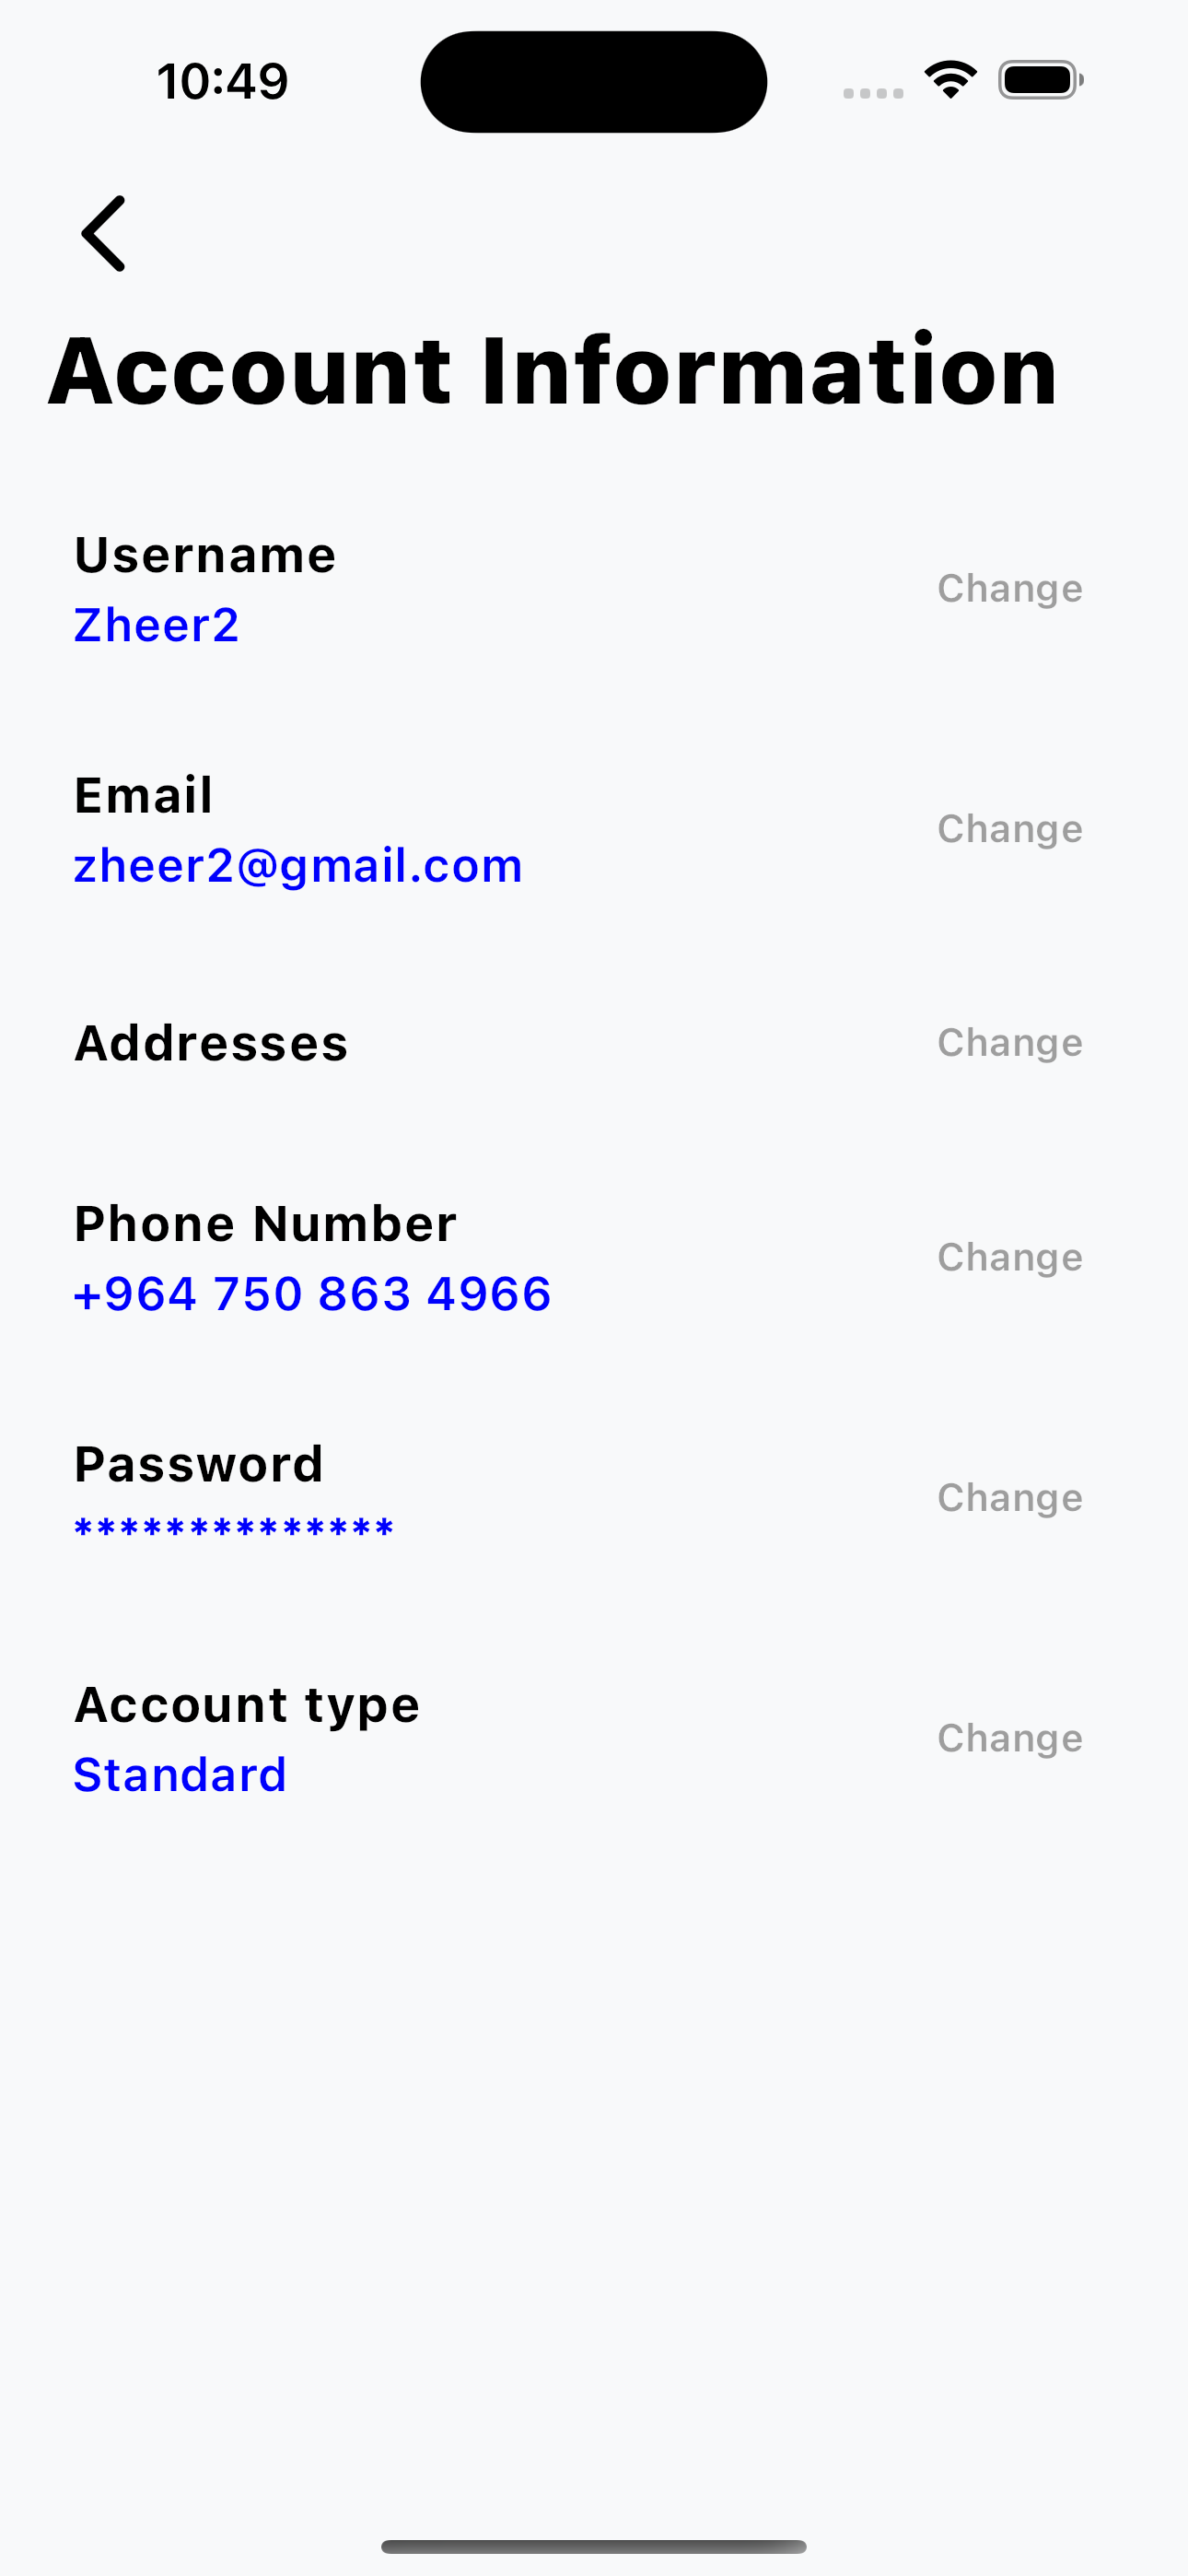 10:49
Account Information
Username
Zheer2
Change
Email
zheer2@gmail.com
Change
Addresses
Change
Phone Number
+964 750 863 4966
Change
Password
**************
Change
Account type
Standard
Change